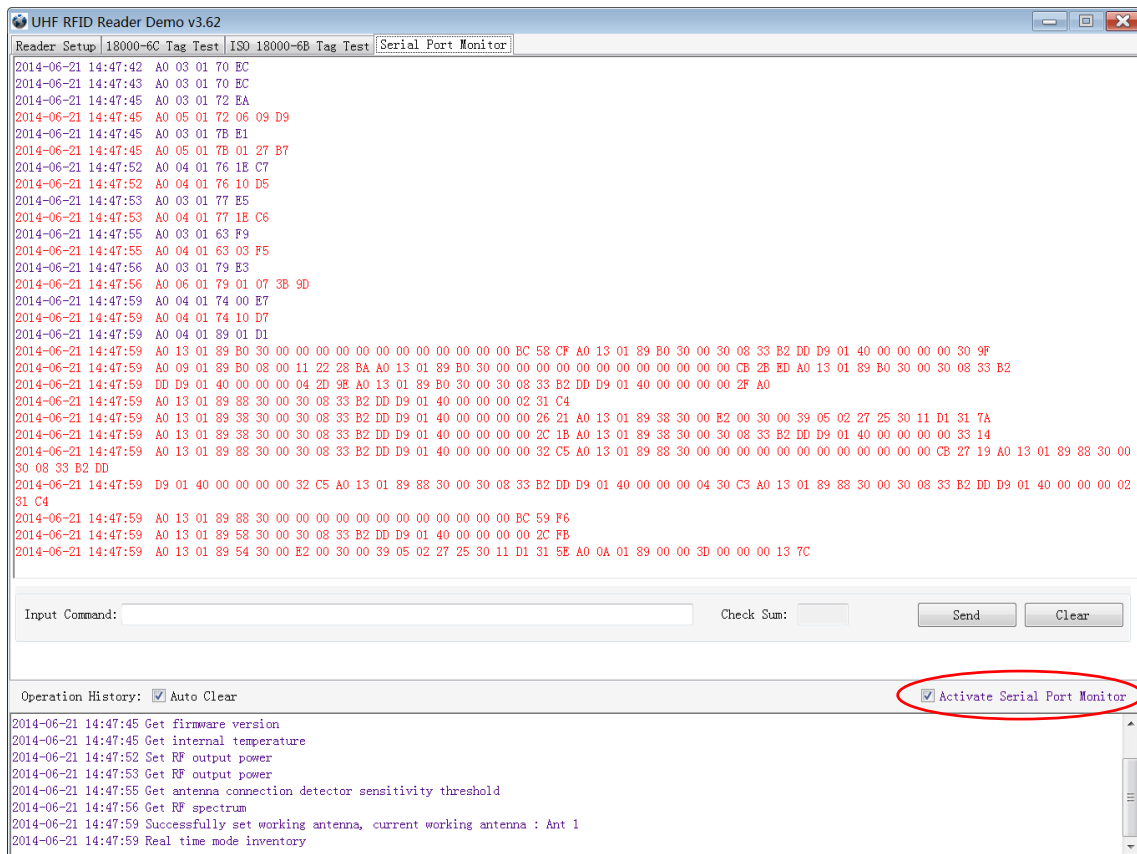 UHF RFID Reader Demo v3.62
Reader Setup 18000-6C Tag Test ISO 18000-6B Tag Test Serial Port Monitor
2014-06-21 14:47:42 A0 03 01 70 EC
2014-06-21 14:47:43 A0 03 01 70 EC
2014-06-21 14:47:45 A0 03 01 72 EA
2014-06-21 14:47:45 A0 05 01 72 06 09 D9
2014-06-21 14:47:45 A0 03 01 7B E1
2014-06-21 14:47:45 A0 05 01 7B 01 27 B7
2014-06-21 14:47:52 A0 04 01 76 1E C7
2014-06-21 14:47:52 A0 04 01 76 10 D5
2014-06-21 14:47:53 A0 03 01 77 E5
2014-06-21 14:47:53 A0 04 01 77 1E C6
2014-06-21 14:47:55 A0 03 01 63 F9
2014-06-21 14:47:55 A0 04 01 63 03 F5
2014-06-21 14:47:56 A0 03 01 79 E3
2014-06-21 14:47:56 A0 06 01 79 01 07 3B 9D
2014-06-21 14:47:59 A0 04 01 74 00 E7
2014-06-21 14:47:59 A0 04 01 74 10 D7
2014-06-21 14:47:59 A0 04 01 89 01 D1
2014-06-21 14:47:59 A0 13 01 89 B0 30 00 00 00 00 00 00 00 00 00 00 00 BC 58 CF A0 13 01 89 B0 30 00 30 08 33 B2 DD D9 01 40 00 00 00 00 30 9F
2014-06-21 14:47:59 A0 09 01 89 B0 08 00 11 22 28 BA A0 13 01 89 B0 30 00 00 00 00 00 00 00 00 00 00 00 CB 2B ED A0 13 01 89 B0 30 00 30 08 33 B2
2014-06-21 14:47:59 DD D9 01 40 00 00 00 04 2D 9E A0 13 01 89 B0 30 00 30 08 33 B2 DD D9 01 40 00 00 00 00 2F A0
2014-06-21 14:47:59 A0 13 01 89 88 30 00 30 08 33 B2 DD D9 01 40 00 00 00 02 31 C4
2014-06-21 14:47:59 A0 13 01 89 38 30 00 30 08 33 B2 DD D9 01 40 00 00 00 00 26 21 A0 13 01 89 38 30 00 E2 00 30 00 39 05 02 27 25 30 11 D1 31 7A
2014-06-21 14:47:59 A0 13 01 89 38 30 00 30 08 33 B2 DD D9 01 40 00 00 00 00 2C 1B A0 13 01 89 38 30 00 30 08 33 B2 DD D9 01 40 00 00 00 00 33 14
2014-06-21 14:47:59 A0 13 01 89 88 30 00 30 08 33 B2 DD D9 01 40 00 00 00 00 32 C5 A0 13 01 89 88 30 00 00 00 00 00 00 00 00 00 00 00 CB 27 19 A0 13 01 89 88 30 00
30 08 33 B2 DD
2014-06-21 14:47:59 D9 01 40 00 00 00 00 32 C5 A0 13 01 89 88 30 00 30 08 33 B2 DD D9 01 40 00 00 00 04 30 C3 A0 13 01 89 88 30 00 30 08 33 B2 DD D9 01 40 00 00 00 02
31 C4
2014-06-21 14:47:59 A0 13 01 89 88 30 00 00 00 00 00 00 00 00 00 00 00 BC 59 F6
2014-06-21 14:47:59 A0 13 01 89 58 30 00 30 08 33 B2 DD D9 01 40 00 00 00 00 2C FB
2014-06-21 14:47:59 A0 13 01 89 54 30 00 E2 00 30 00 39 05 02 27 25 30 11 D1 31 5E A0 0A 01 89 00 00 3D 00 00 00 13 7C
Input Command: Check Sum: Send Clear
Operation History: Auto Clear Activate Serial Port Monitor
2014-06-21 14:47:45 Get firmware version
2014-06-21 14:47:45 Get internal temperature
2014-06-21 14:47:52 Set RF output power
2014-06-21 14:47:53 Get RF output power
2014-06-21 14:47:55 Get antenna connection detector sensitivity threshold
2014-06-21 14:47:56 Get RF spectrum
2014-06-21 14:47:59 Successfully set working antenna, current working antenna : Ant 1
2014-06-21 14:47:59 Real time mode inventory